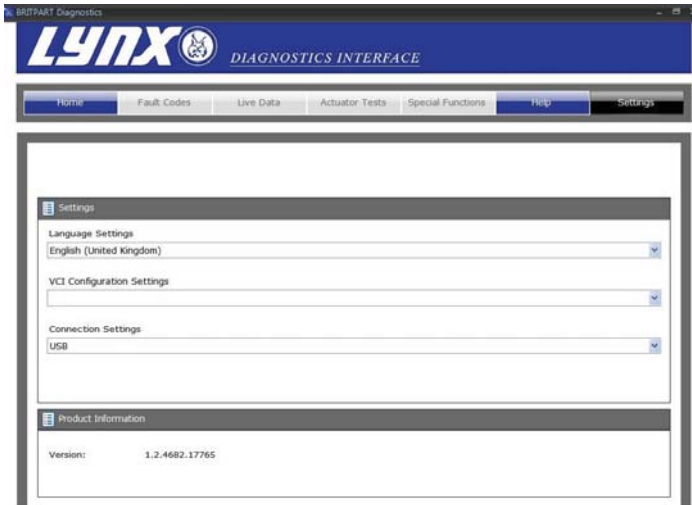 BRITPART Diagnostics
LYNX DIAGNOSTICS INTERFACE
Home Fault Codes Live Data Actuator Tests Special Functions Help Settings
Settings
Language Settings
English (United Kingdom)
VCI Configuration Settings
Connection Settings
USB
Product Information
Version: 1.2.4682.17765